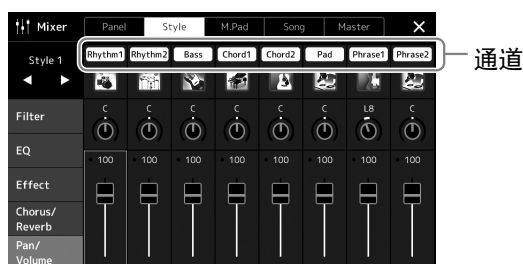 Mixer Panel Style M.Pad Song Master ×
Style 1 Rhythm1 Rhythm2 Bass Chord1 Chord2 Pad Phrase1 Phrase2
通道
C C C C C C L8 C
Filter
EQ
100 100 100 100 100 100 100 100
Effect
Chorus/
Reverb
Pan/
Volume